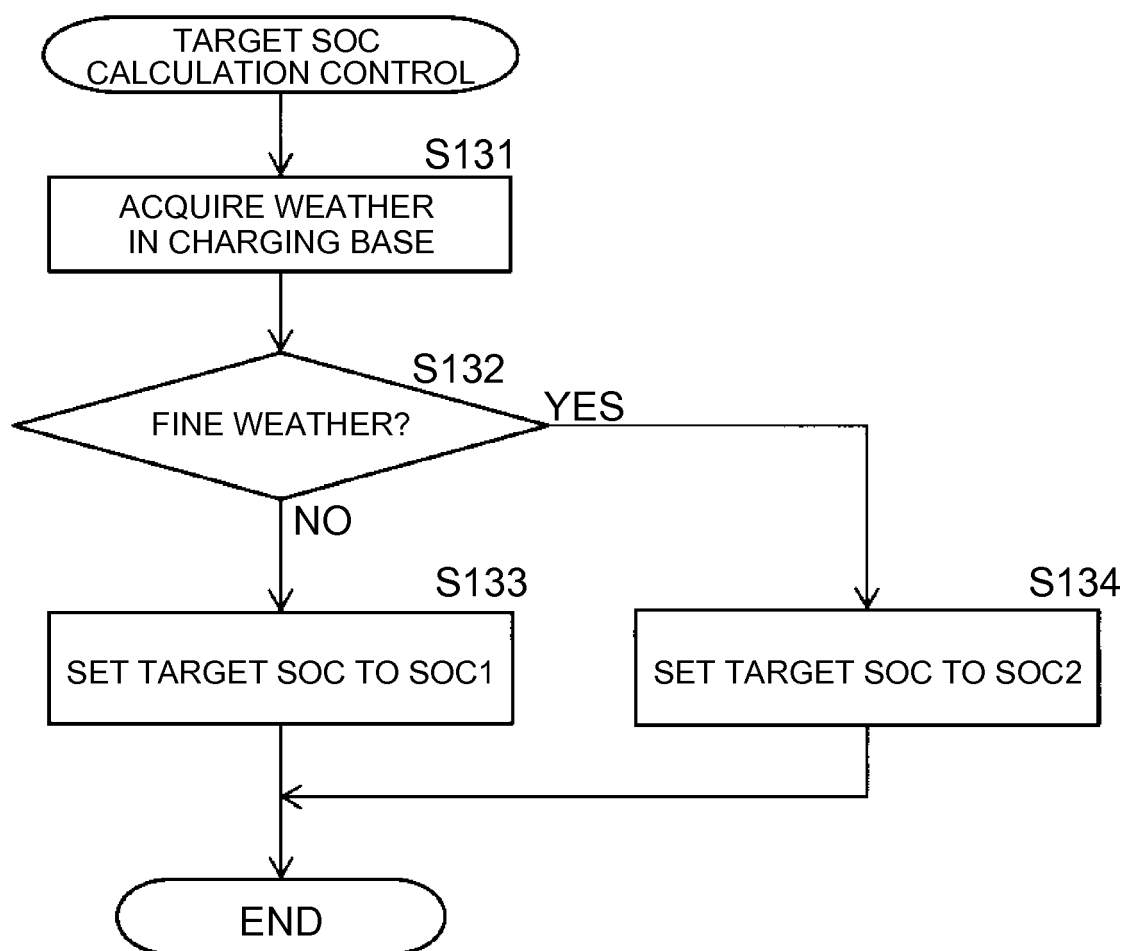 TARGET SOC
CALCULATION CONTROL
S131
ACQUIRE WEATHER
IN CHARGING BASE
S132
FINE WEATHER?
YES
NO
S133
SET TARGET SOC TO SOC1
S134
SET TARGET SOC TO SOC2
END